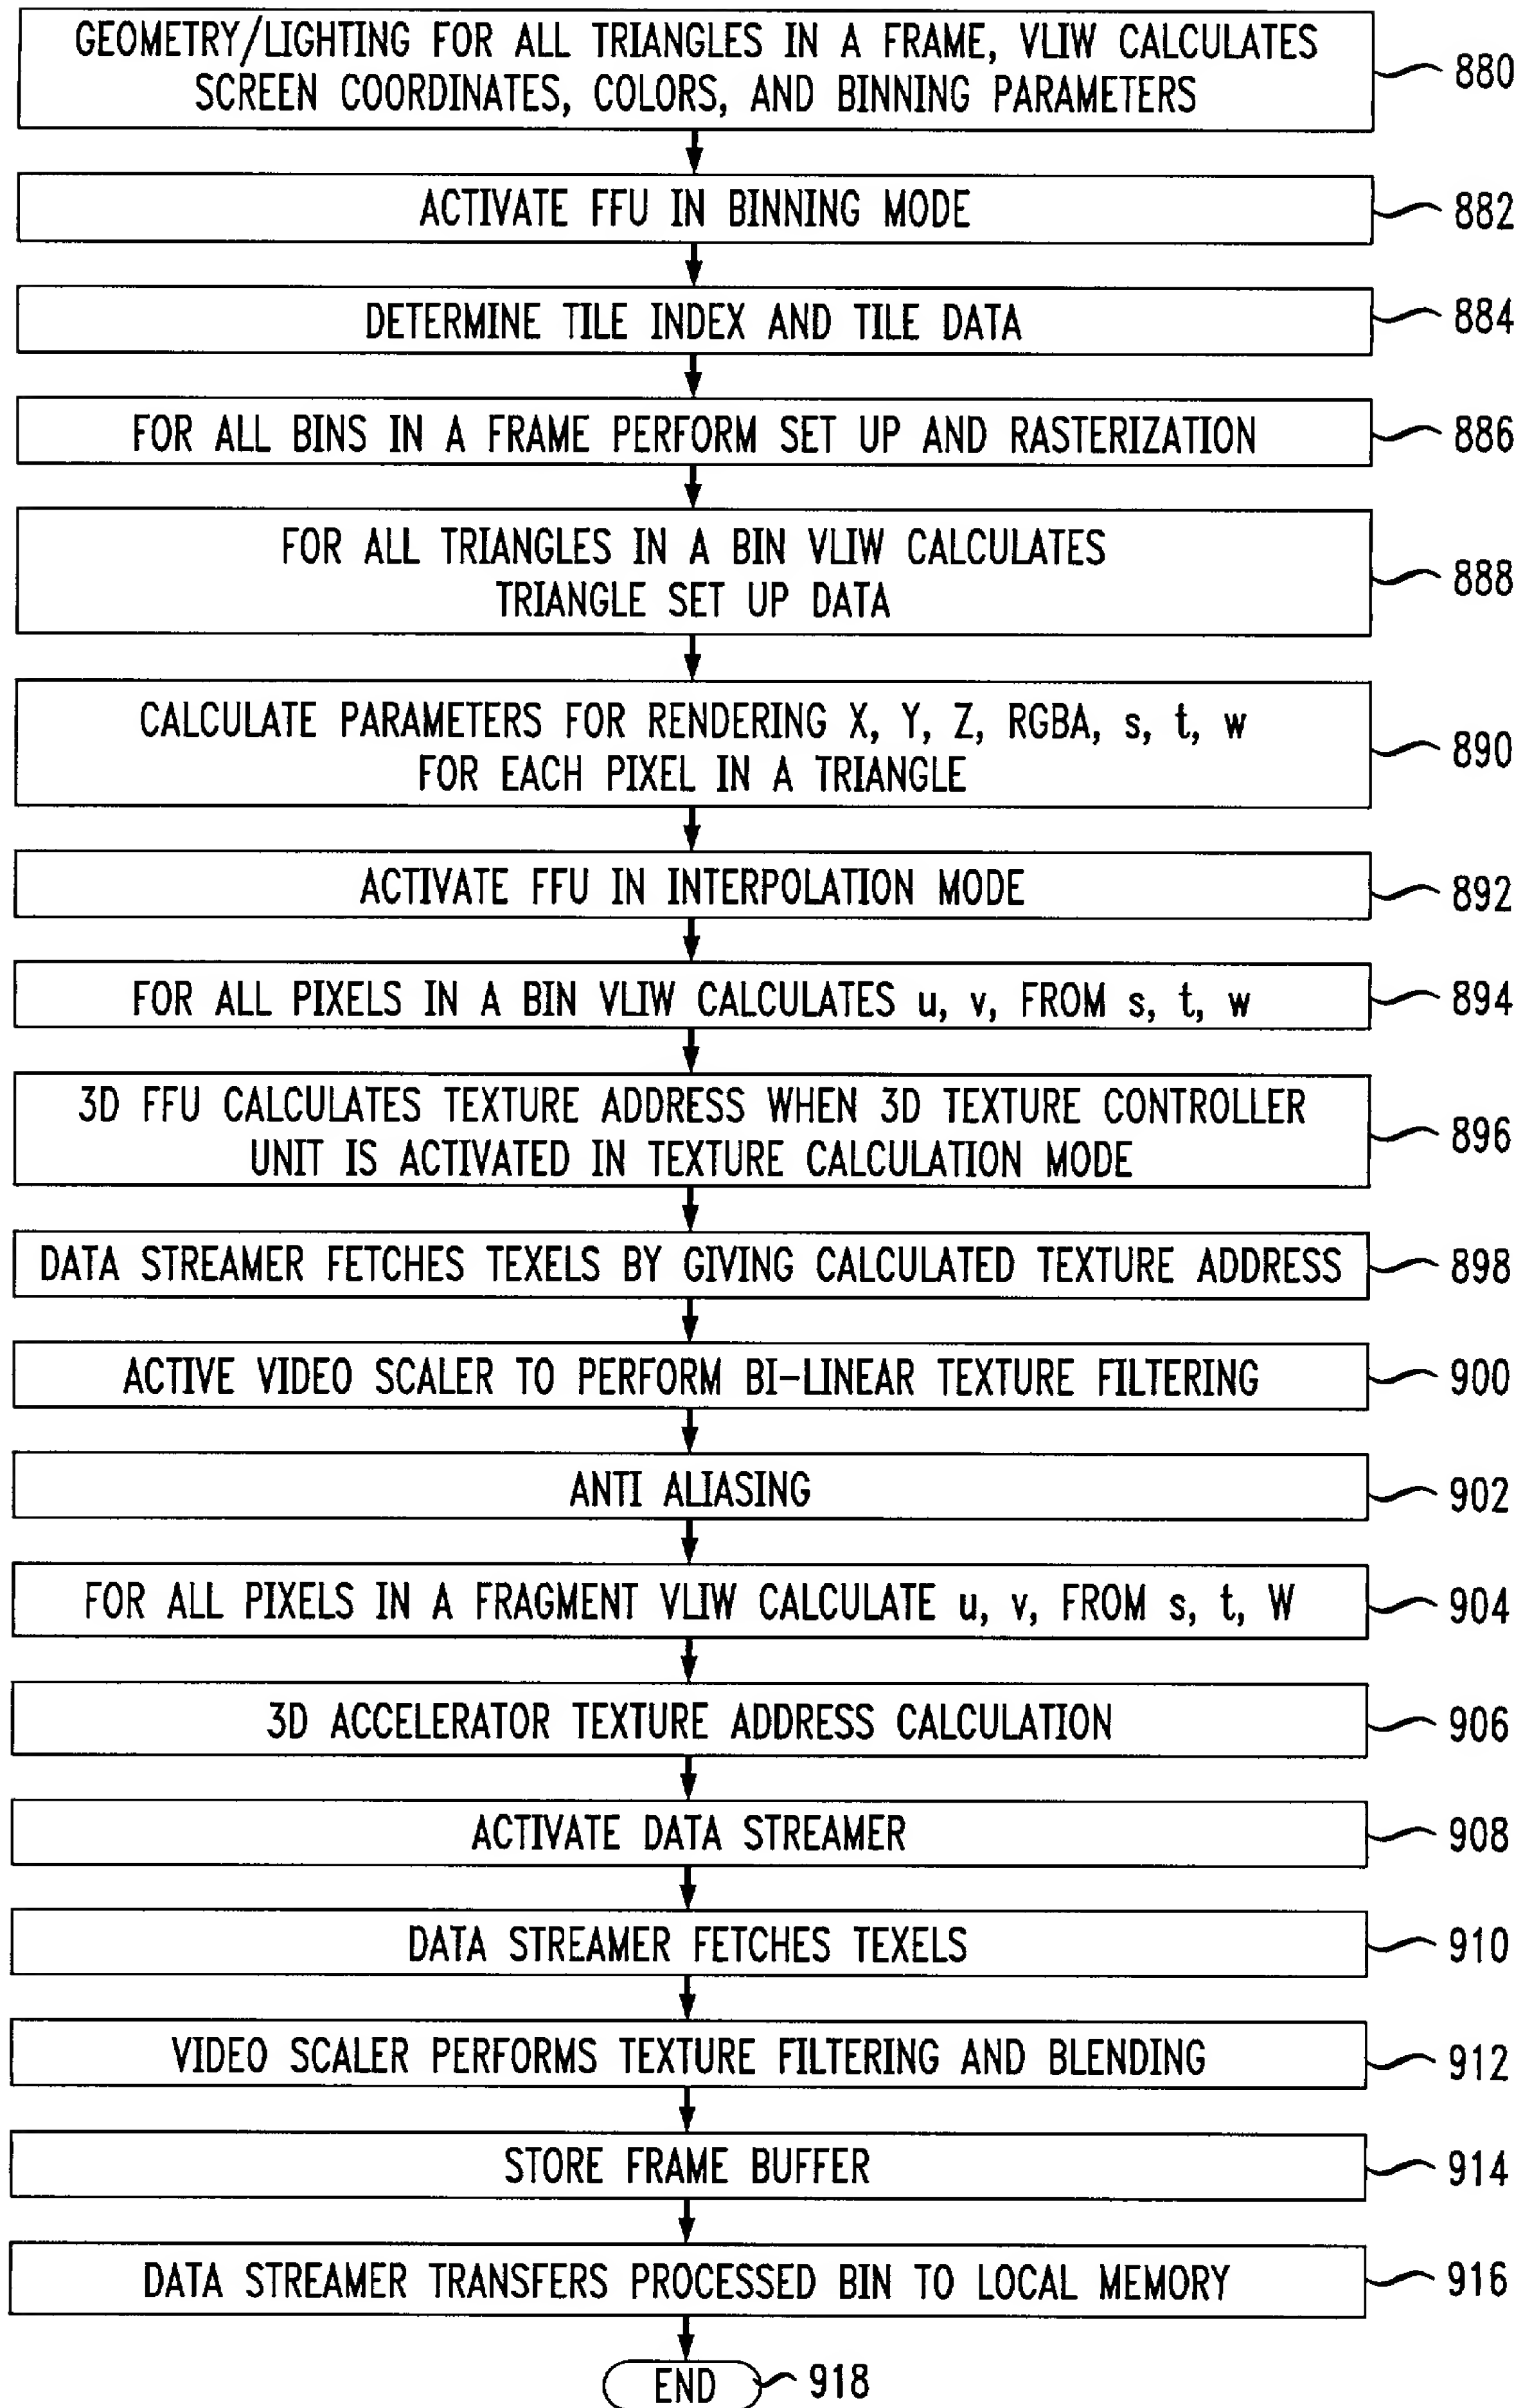 GEOMETRY/LIGHTING FOR ALL TRIANGLES IN A FRAME, VLIW CALCULATES
SCREEN COORDINATES, COLORS, AND BINNING PARAMETERS
880
ACTIVATE FFU IN BINNING MODE
882
DETERMINE TILE INDEX AND TILE DATA
884
FOR ALL BINS IN A FRAME PERFORM SET UP AND RASTERIZATION
886
FOR ALL TRIANGLES IN A BIN VLIW CALCULATES
TRIANGLE SET UP DATA
888
CALCULATE PARAMETERS FOR RENDERING X, Y, Z, RGBA, s, t, w
FOR EACH PIXEL IN A TRIANGLE
890
ACTIVATE FFU IN INTERPOLATION MODE
892
FOR ALL PIXELS IN A BIN VLIW CALCULATES u, v, FROM s, t, w
894
3D FFU CALCULATES TEXTURE ADDRESS WHEN 3D TEXTURE CONTROLLER
UNIT IS ACTIVATED IN TEXTURE CALCULATION MODE
896
DATA STREAMER FETCHES TEXELS BY GIVING CALCULATED TEXTURE ADDRESS
898
ACTIVE VIDEO SCALER TO PERFORM BI-LINEAR TEXTURE FILTERING
900
ANTI ALIASING
902
FOR ALL PIXELS IN A FRAGMENT VLIW CALCULATE u, v, FROM s, t, W
904
3D ACCELERATOR TEXTURE ADDRESS CALCULATION
906
ACTIVATE DATA STREAMER
908
DATA STREAMER FETCHES TEXELS
910
VIDEO SCALER PERFORMS TEXTURE FILTERING AND BLENDING
912
STORE FRAME BUFFER
914
DATA STREAMER TRANSFERS PROCESSED BIN TO LOCAL MEMORY
916
END
918